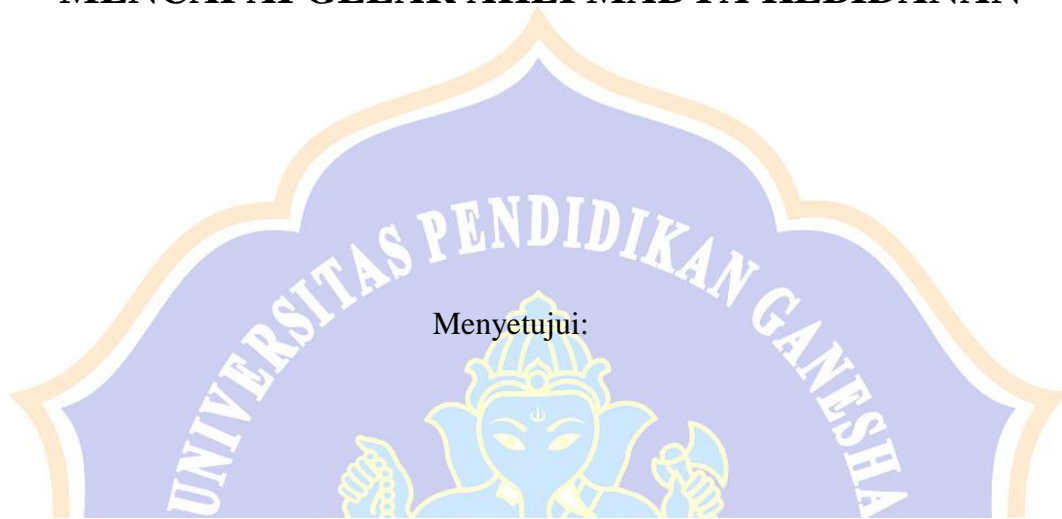 MENCAPAI GELAR AHLI MADYA KEBIDANAN
UNIVERSITAS PENDIDIKAN GANESHA
Menyetujui: